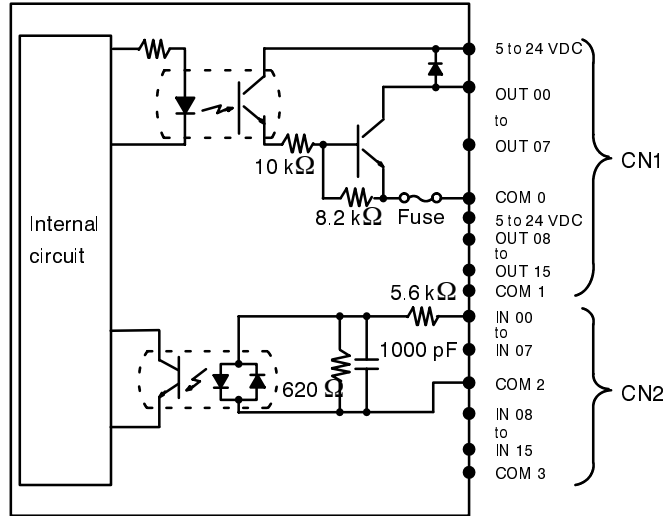 5 to 24 VDC
OUT 00
to
OUT 07
CN1
10 kΩ
8.2 kΩ
Fuse
COM 0
5 to 24 VDC
OUT 08
to
OUT 15
COM 1
Internal
circuit
5.6 kΩ
IN 00
to
IN 07
1000 pF
620 Ω
COM 2
CN2
IN 08
to
IN 15
COM 3